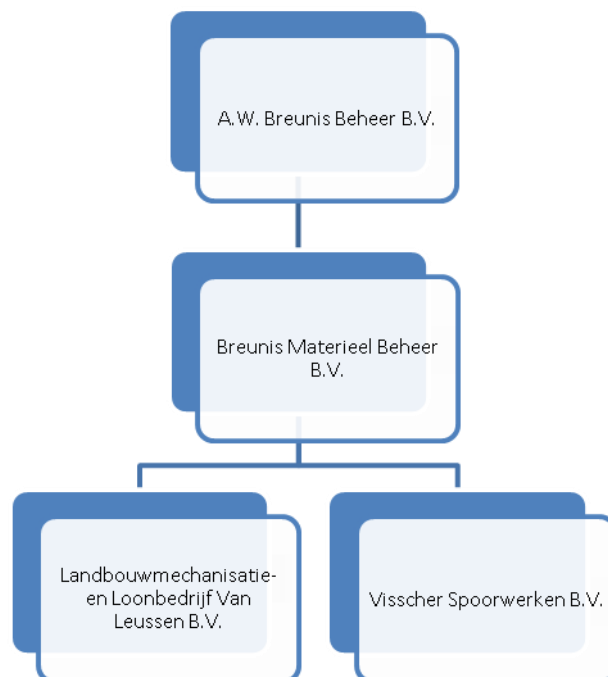 A.W. Breunis Beheer B.V.
Breunis Materieel Beheer
B.V.
Landbouwmechanisatie-
en Loonbedrijf Van
Leussen B.V.
Visscher Spoorwerken B.V.